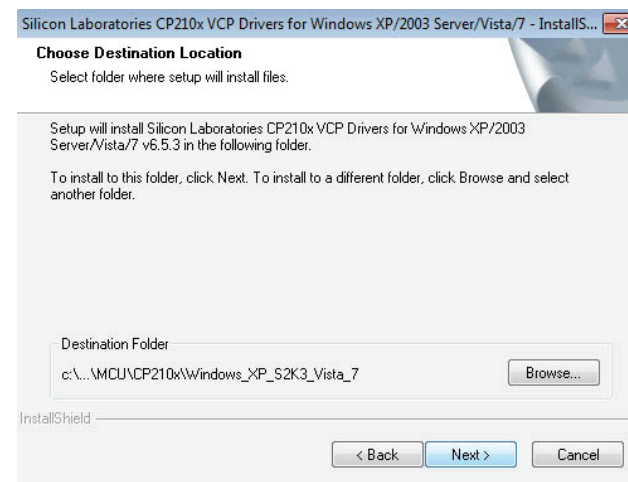 Silicon Laboratories CP210x VCP Drivers for Windows XP/2003 Server/Vista/7 - InstallS...
Choose Destination Location
Select folder where setup will install files.
Setup will install Silicon Laboratories CP210x VCP Drivers for Windows XP/2003
Server/Vista/7 v6.5.3 in the following folder.
To install to this folder, click Next. To install to a different folder, click Browse and select
another folder.
Destination Folder
c:\...\MCU\CP210x\Windows_XP_S2K3_Vista_7
Browse...
InstallShield
< Back
Next >
Cancel